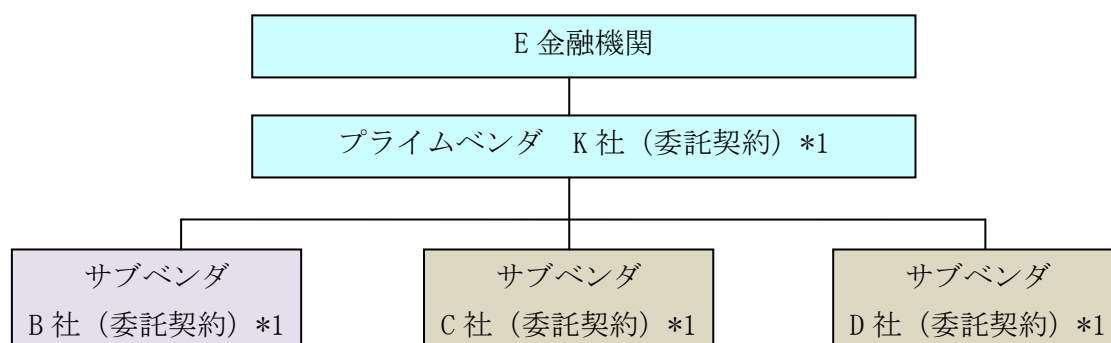 E 金融機関
プライムベンダ　K 社（委託契約）*1
サブベンダ
B 社（委託契約）*1
サブベンダ
C 社（委託契約）*1
サブベンダ
D 社（委託契約）*1